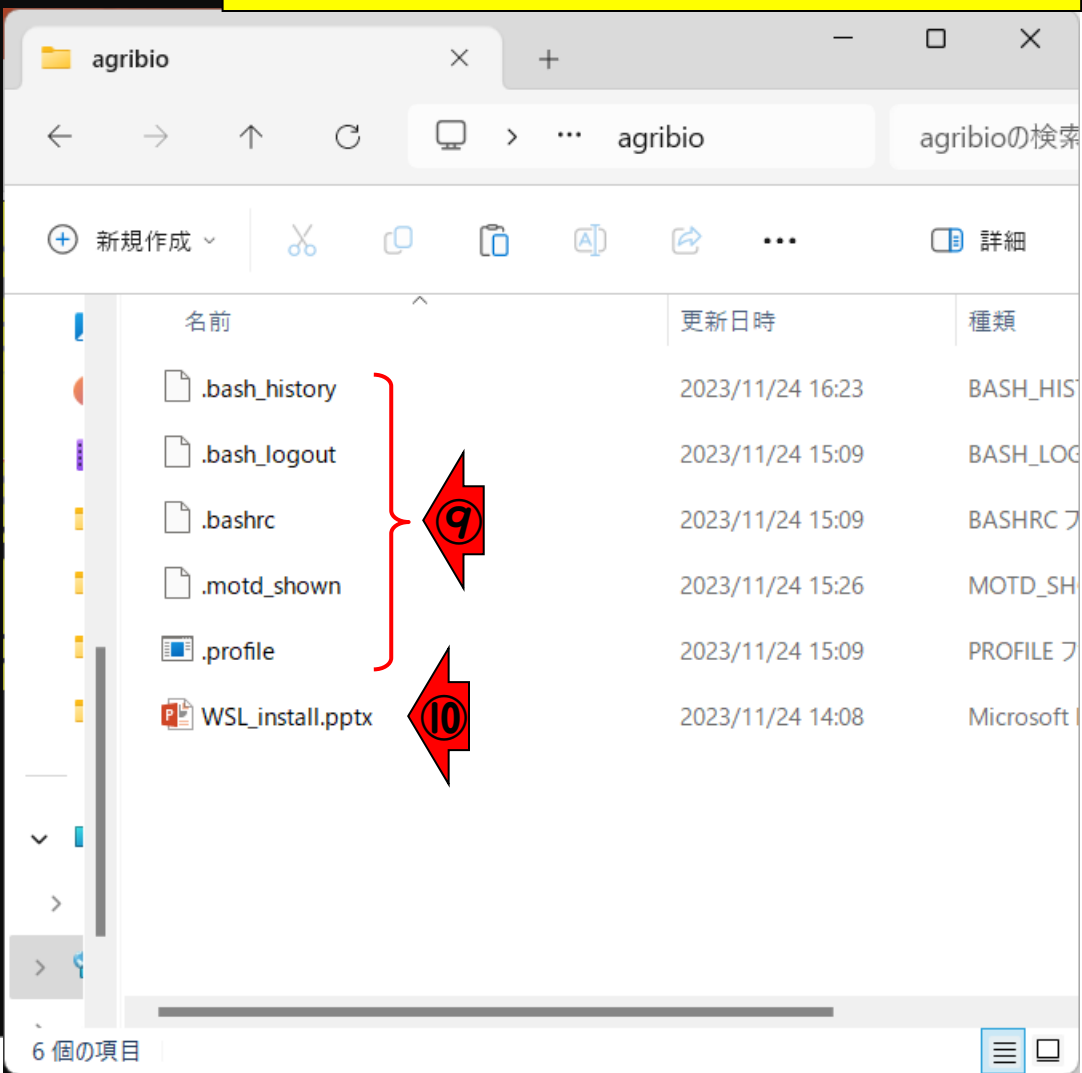 agribio
agribio
agribioの検索
新規作成
詳細
名前 更新日時 種類
.bash_history 2023/11/24 16:23 BASH_HIS
.bash_logout 2023/11/24 15:09 BASH_LOG
.bashrc 2023/11/24 15:09 BASHRC フ
.motd_shown 2023/11/24 15:26 MOTD_SH
.profile 2023/11/24 15:09 PROFILE フ
WSL_install.pptx 2023/11/24 14:08 Microsoft
⑨
⑩
6 個の項目